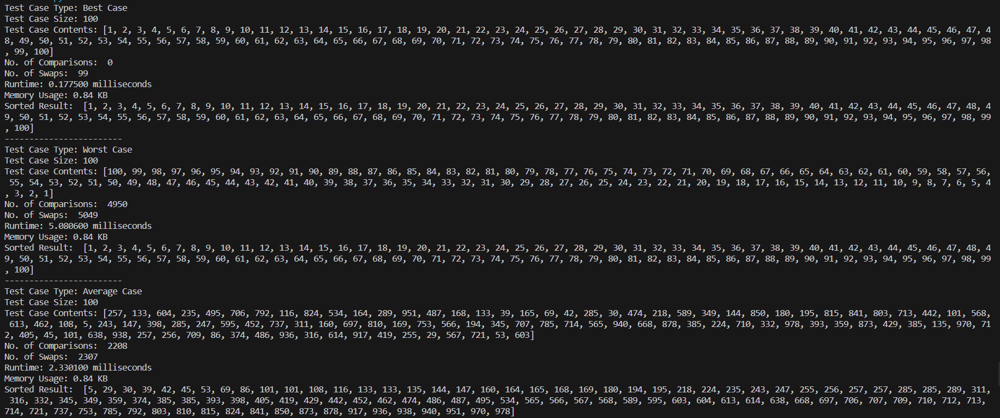 Test Case Type: Best Case
Test Case Size: 100
Test Case Contents: [1, 2, 3, 4, 5, 6, 7, 8, 9, 10, 11, 12, 13, 14, 15, 16, 17, 18, 19, 20, 21, 22, 23, 24, 25, 26, 27, 28, 29, 30, 31, 32, 33, 34, 35, 36, 37, 38, 39, 40, 41, 42, 43, 44, 45, 46, 47, 4
8, 49, 50, 51, 52, 53, 54, 55, 56, 57, 58, 59, 60, 61, 62, 63, 64, 65, 66, 67, 68, 69, 70, 71, 72, 73, 74, 75, 76, 77, 78, 79, 80, 81, 82, 83, 84, 85, 86, 87, 88, 89, 90, 91, 92, 93, 94, 95, 96, 97, 98
, 99, 100]
No. of Comparisons:  0
No. of Swaps:  99
Runtime: 0.177500 milliseconds
Memory Usage: 0.84 KB
Sorted Result:  [1, 2, 3, 4, 5, 6, 7, 8, 9, 10, 11, 12, 13, 14, 15, 16, 17, 18, 19, 20, 21, 22, 23, 24, 25, 26, 27, 28, 29, 30, 31, 32, 33, 34, 35, 36, 37, 38, 39, 40, 41, 42, 43, 44, 45, 46, 47, 48, 4
9, 50, 51, 52, 53, 54, 55, 56, 57, 58, 59, 60, 61, 62, 63, 64, 65, 66, 67, 68, 69, 70, 71, 72, 73, 74, 75, 76, 77, 78, 79, 80, 81, 82, 83, 84, 85, 86, 87, 88, 89, 90, 91, 92, 93, 94, 95, 96, 97, 98, 99
, 100]
------------------------
Test Case Type: Worst Case
Test Case Size: 100
Test Case Contents: [100, 99, 98, 97, 96, 95, 94, 93, 92, 91, 90, 89, 88, 87, 86, 85, 84, 83, 82, 81, 80, 79, 78, 77, 76, 75, 74, 73, 72, 71, 70, 69, 68, 67, 66, 65, 64, 63, 62, 61, 60, 59, 58, 57, 56,
 55, 54, 53, 52, 51, 50, 49, 48, 47, 46, 45, 44, 43, 42, 41, 40, 39, 38, 37, 36, 35, 34, 33, 32, 31, 30, 29, 28, 27, 26, 25, 24, 23, 22, 21, 20, 19, 18, 17, 16, 15, 14, 13, 12, 11, 10, 9, 8, 7, 6, 5, 4
, 3, 2, 1]
No. of Comparisons:  4950
No. of Swaps:  5049
Runtime: 5.080600 milliseconds
Memory Usage: 0.84 KB
Sorted Result:  [1, 2, 3, 4, 5, 6, 7, 8, 9, 10, 11, 12, 13, 14, 15, 16, 17, 18, 19, 20, 21, 22, 23, 24, 25, 26, 27, 28, 29, 30, 31, 32, 33, 34, 35, 36, 37, 38, 39, 40, 41, 42, 43, 44, 45, 46, 47, 48, 4
9, 50, 51, 52, 53, 54, 55, 56, 57, 58, 59, 60, 61, 62, 63, 64, 65, 66, 67, 68, 69, 70, 71, 72, 73, 74, 75, 76, 77, 78, 79, 80, 81, 82, 83, 84, 85, 86, 87, 88, 89, 90, 91, 92, 93, 94, 95, 96, 97, 98, 99
, 100]
------------------------
Test Case Type: Average Case
Test Case Size: 100
Test Case Contents: [257, 133, 604, 235, 495, 706, 792, 116, 824, 534, 164, 289, 951, 487, 168, 133, 39, 165, 69, 42, 285, 30, 474, 218, 589, 349, 144, 850, 180, 195, 815, 841, 803, 713, 442, 101, 568,
 613, 462, 108, 5, 243, 147, 398, 285, 247, 595, 452, 737, 311, 160, 697, 810, 169, 753, 566, 194, 345, 707, 785, 714, 565, 940, 668, 878, 385, 224, 710, 332, 978, 393, 359, 873, 429, 385, 135, 970, 71
2, 405, 45, 101, 638, 938, 257, 256, 709, 86, 374, 486, 936, 316, 614, 917, 419, 255, 29, 567, 721, 53, 603]
No. of Comparisons:  2208
No. of Swaps:  2307
Runtime: 2.330100 milliseconds
Memory Usage: 0.84 KB
Sorted Result:  [5, 29, 30, 39, 42, 45, 53, 69, 86, 101, 101, 108, 116, 133, 133, 135, 144, 147, 160, 164, 165, 168, 169, 180, 194, 195, 218, 224, 235, 243, 247, 255, 256, 257, 257, 285, 285, 289, 311,
 316, 332, 345, 349, 359, 374, 385, 385, 393, 398, 405, 419, 429, 442, 452, 462, 474, 486, 487, 495, 534, 565, 566, 567, 568, 589, 595, 603, 604, 613, 614, 638, 668, 697, 706, 707, 709, 710, 712, 713,
714, 721, 737, 753, 785, 792, 803, 810, 815, 824, 841, 850, 873, 878, 917, 936, 938, 940, 951, 970, 978]